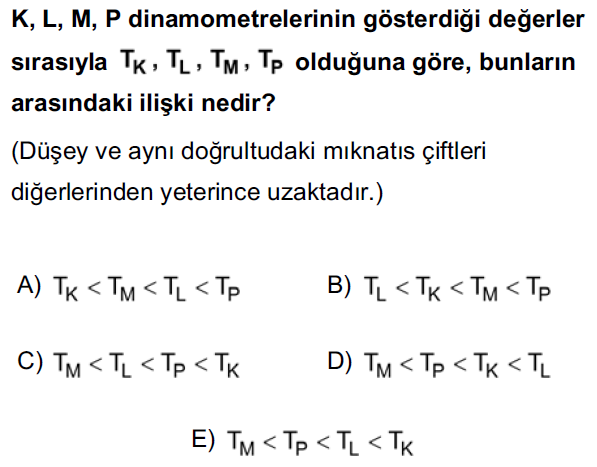 K, L, M, P dinamometrelerinin gösterdiği değerler
sırasıyla T_K , T_L , T_M , T_P olduğuna göre, bunların
arasındaki ilişki nedir?
(Düşey ve aynı doğrultudaki mıknatıs çiftleri
diğerlerinden yeterince uzaktadır.)
A) T_K < T_M < T_L < T_P B) T_L < T_K < T_M < T_P
C) T_M < T_L < T_P < T_K D) T_M < T_P < T_K < T_L
E) T_M < T_P < T_L < T_K